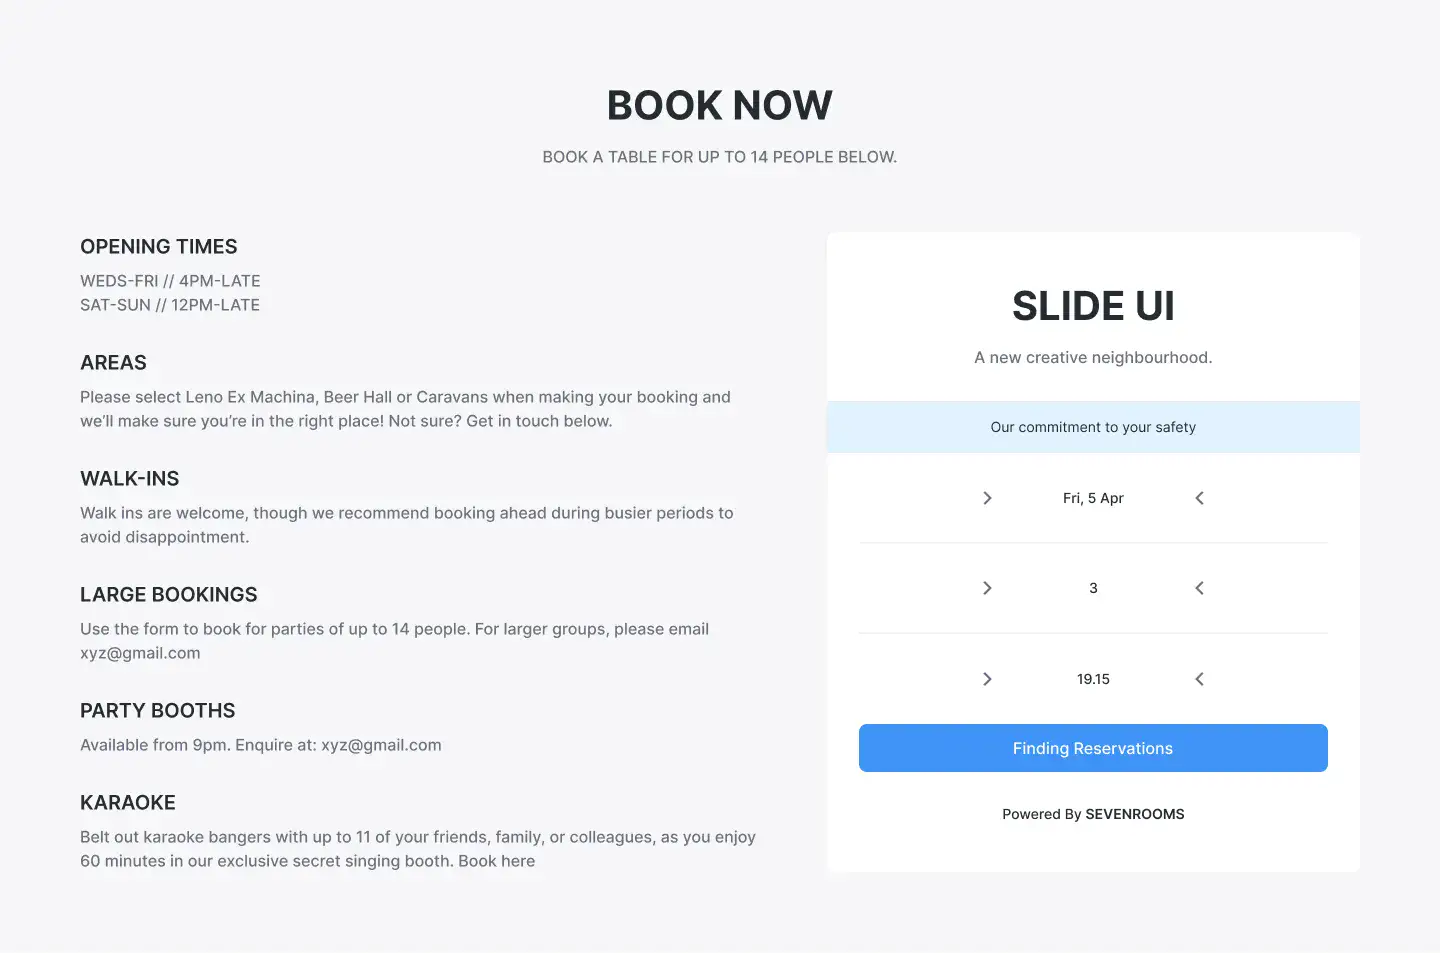 BOOK NOW
BOOK A TABLE FOR UP TO 14 PEOPLE BELOW.
OPENING TIMES
WEDS-FRI // 4PM-LATE
SAT-SUN // 12PM-LATE
AREAS
Please select Leno Ex Machina, Beer Hall or Caravans when making your booking and
we’ll make sure you’re in the right place! Not sure? Get in touch below.
WALK-INS
Walk ins are welcome, though we recommend booking ahead during busier periods to
avoid disappointment.
LARGE BOOKINGS
Use the form to book for parties of up to 14 people. For larger groups, please email
xyz@gmail.com
PARTY BOOTHS
Available from 9pm. Enquire at: xyz@gmail.com
KARAOKE
Belt out karaoke bangers with up to 11 of your friends, family, or colleagues, as you enjoy
60 minutes in our exclusive secret singing booth. Book here
SLIDE UI
A new creative neighbourhood.
Our commitment to your safety
Fri, 5 Apr
3
19.15
Finding Reservations
Powered By SEVENROOMS